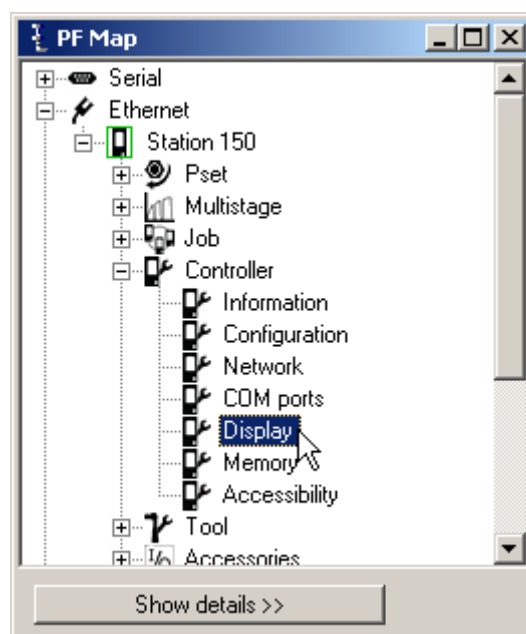 PF Map
Serial
Ethernet
Station 150
Pset
Multistage
Job
Controller
Information
Configuration
Network
COM ports
Display
Memory
Accessibility
Tool
I/o Accessories
Show details >>